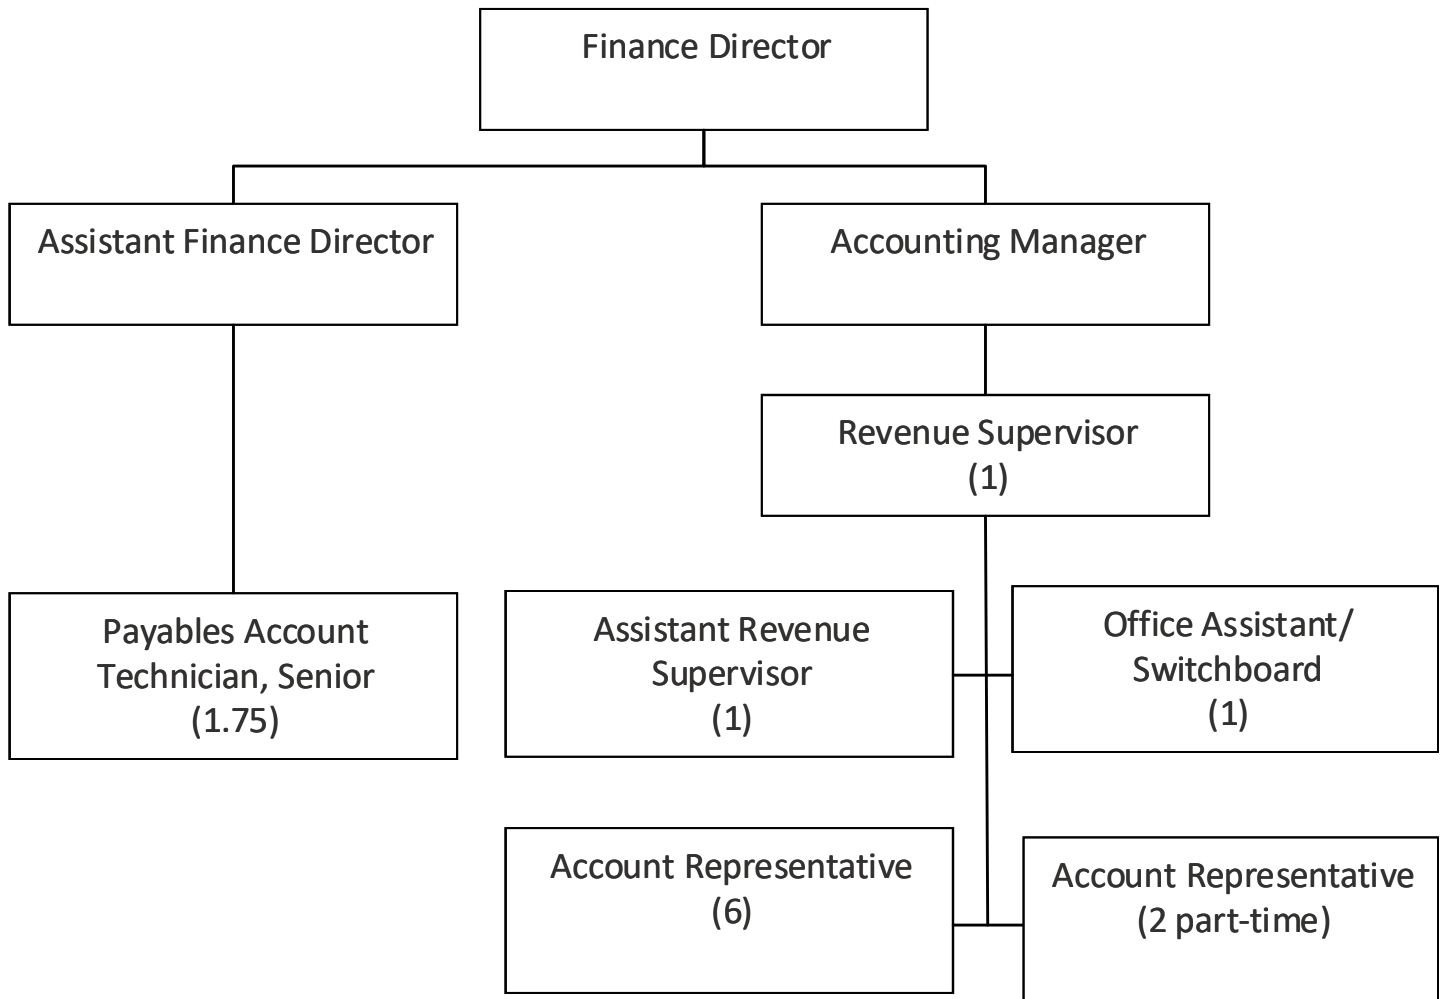 Finance Director
Assistant Finance Director
Accounting Manager
Revenue Supervisor
(1)
Payables Account
Technician, Senior
(1.75)
Assistant Revenue
Supervisor
(1)
Office Assistant/
Switchboard
(1)
Account Representative
(6)
Account Representative
(2 part-time)